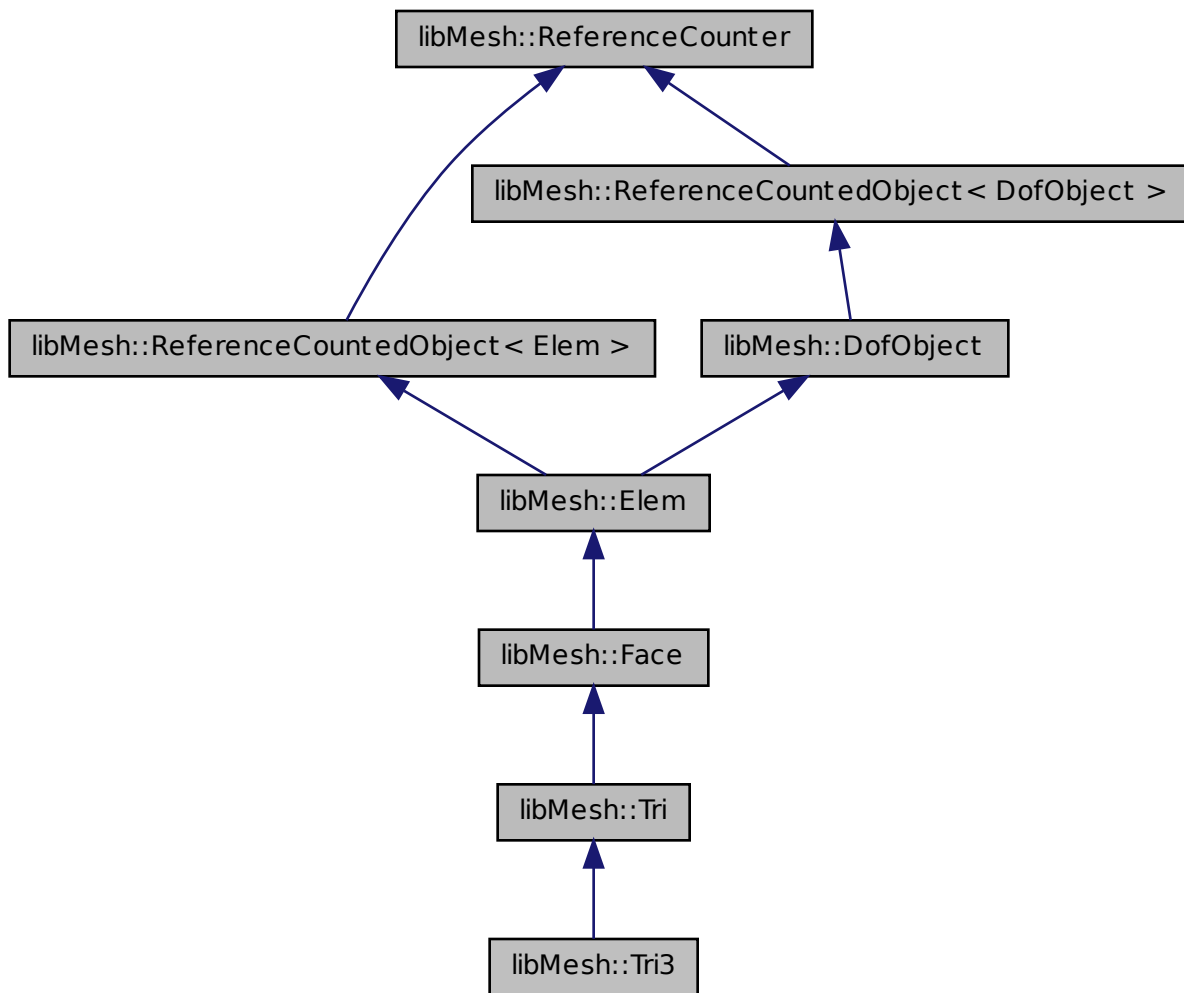 libMesh::ReferenceCounter
libMesh::ReferenceCountedObject< DofObject >
libMesh::ReferenceCountedObject< Elem >
libMesh::DofObject
libMesh::Elem
libMesh::Face
libMesh::Tri
libMesh::Tri3